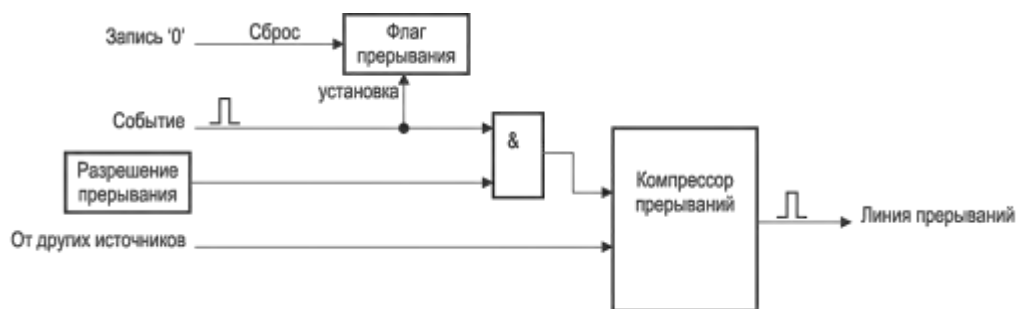 Запись '0'
Сброс
Флаг
прерывания
установка
Событие
&
Разрешение
прерывания
Компрессор
прерываний
Линия прерываний
От других источников